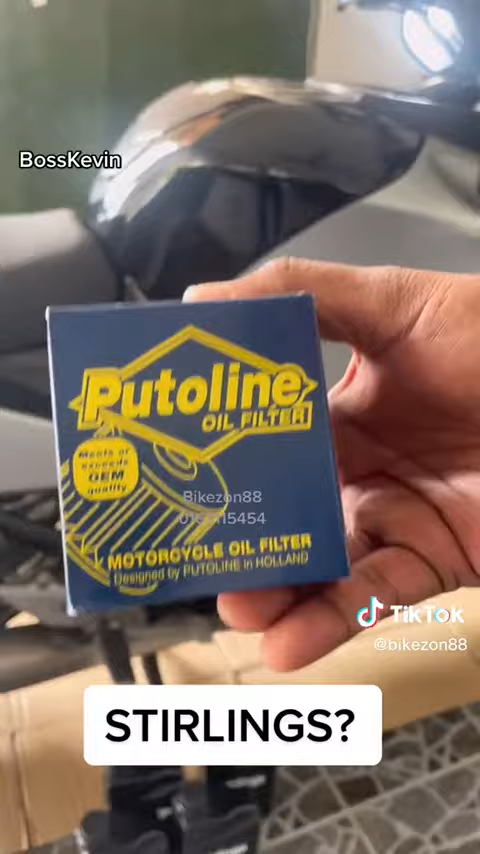 BossKevin
Putoline
OIL FILTER
Meets or
exceeds
OEM
quality
Bikezon88
MOTORCYCLE OIL FILTER
Designed by PUTOLINE in HOLLAND
TikTok
@bikezon88
STIRLINGS?